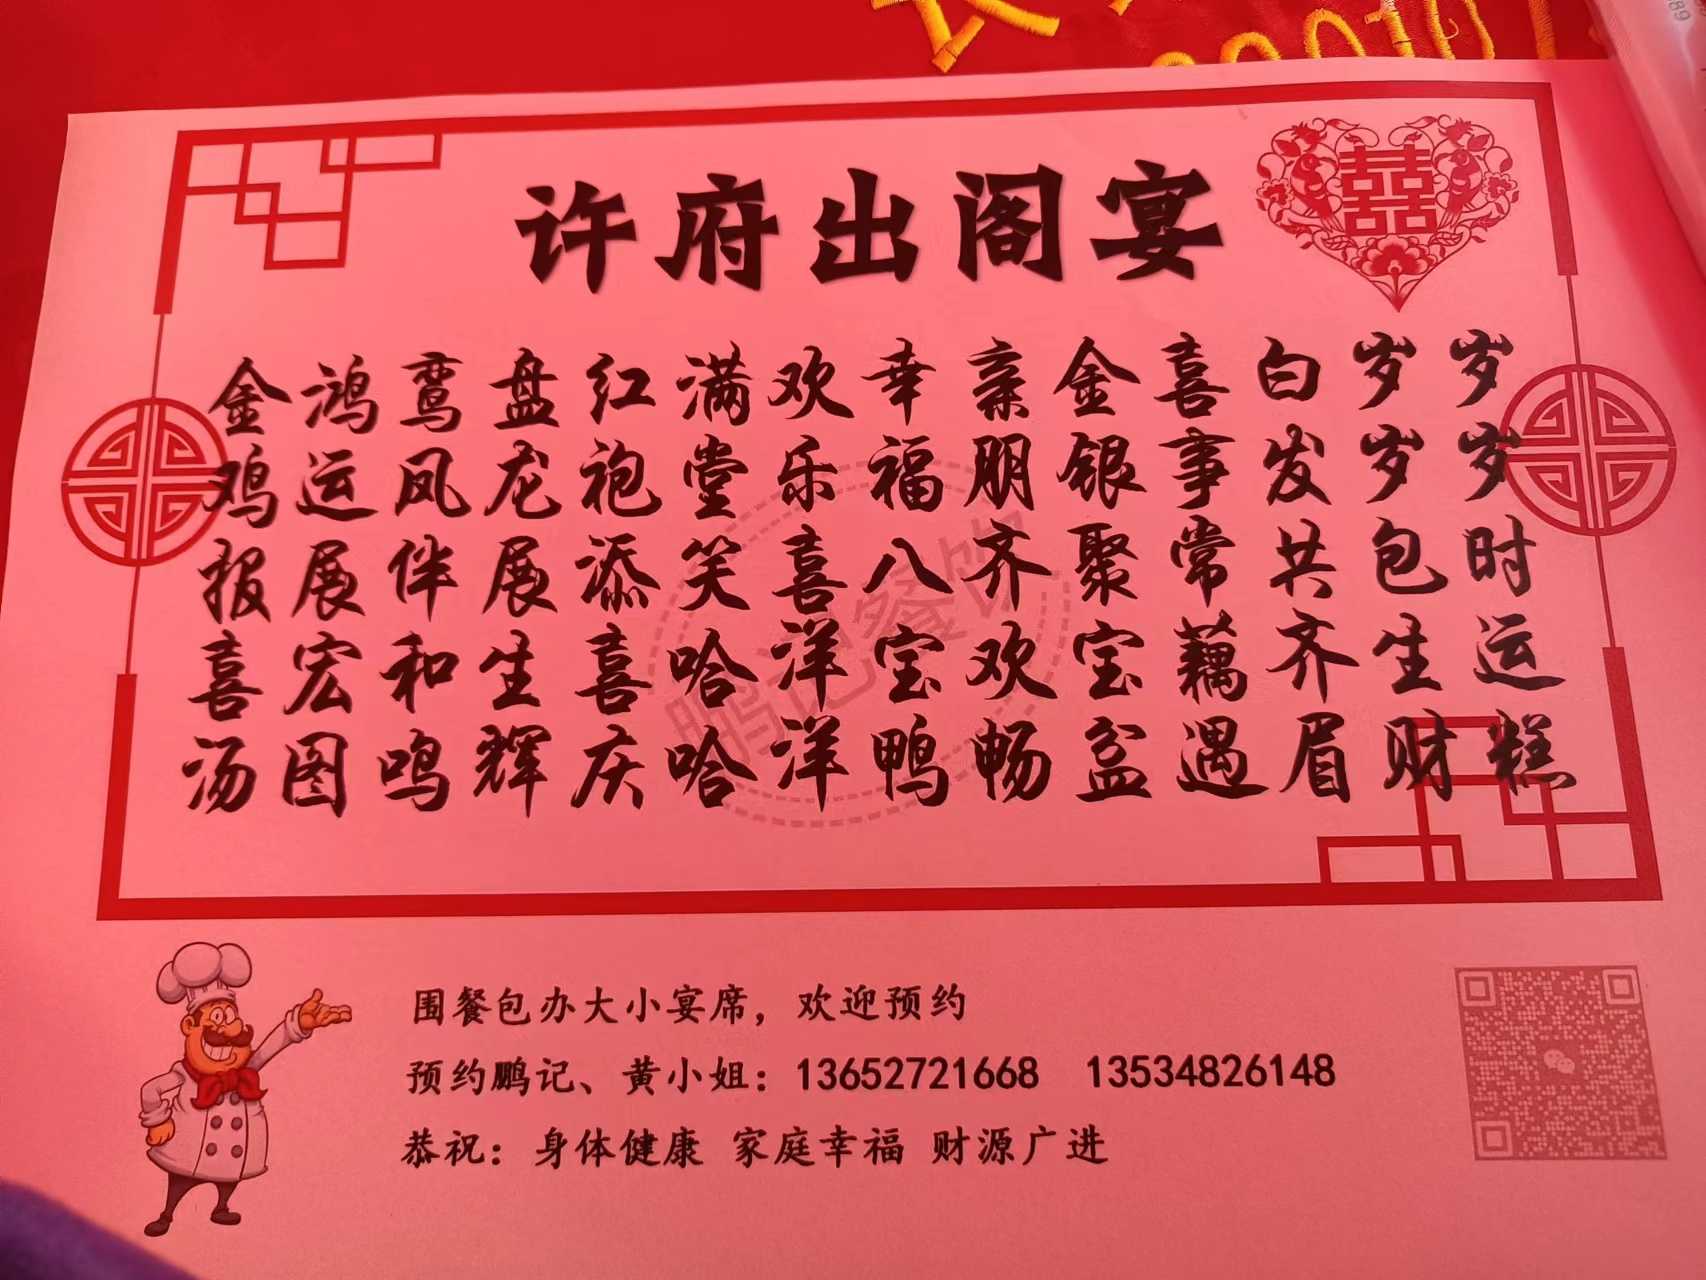 许府出阁宴
囍
金鸡报喜汤
鸿运展宏图
鸾凤伴和鸣
盘龙展生辉
红袍添喜庆
满堂笑哈哈
欢乐喜洋洋
幸福八宝鸭
亲朋齐欢畅
金银聚宝盆
喜事常藕遇
白发共齐眉
岁岁包生财
岁岁时运糕
鹏记餐饮
围餐包办大小宴席，欢迎预约
预约鹏记、黄小姐：13652721668 13534826148
恭祝：身体健康 家庭幸福 财源广进